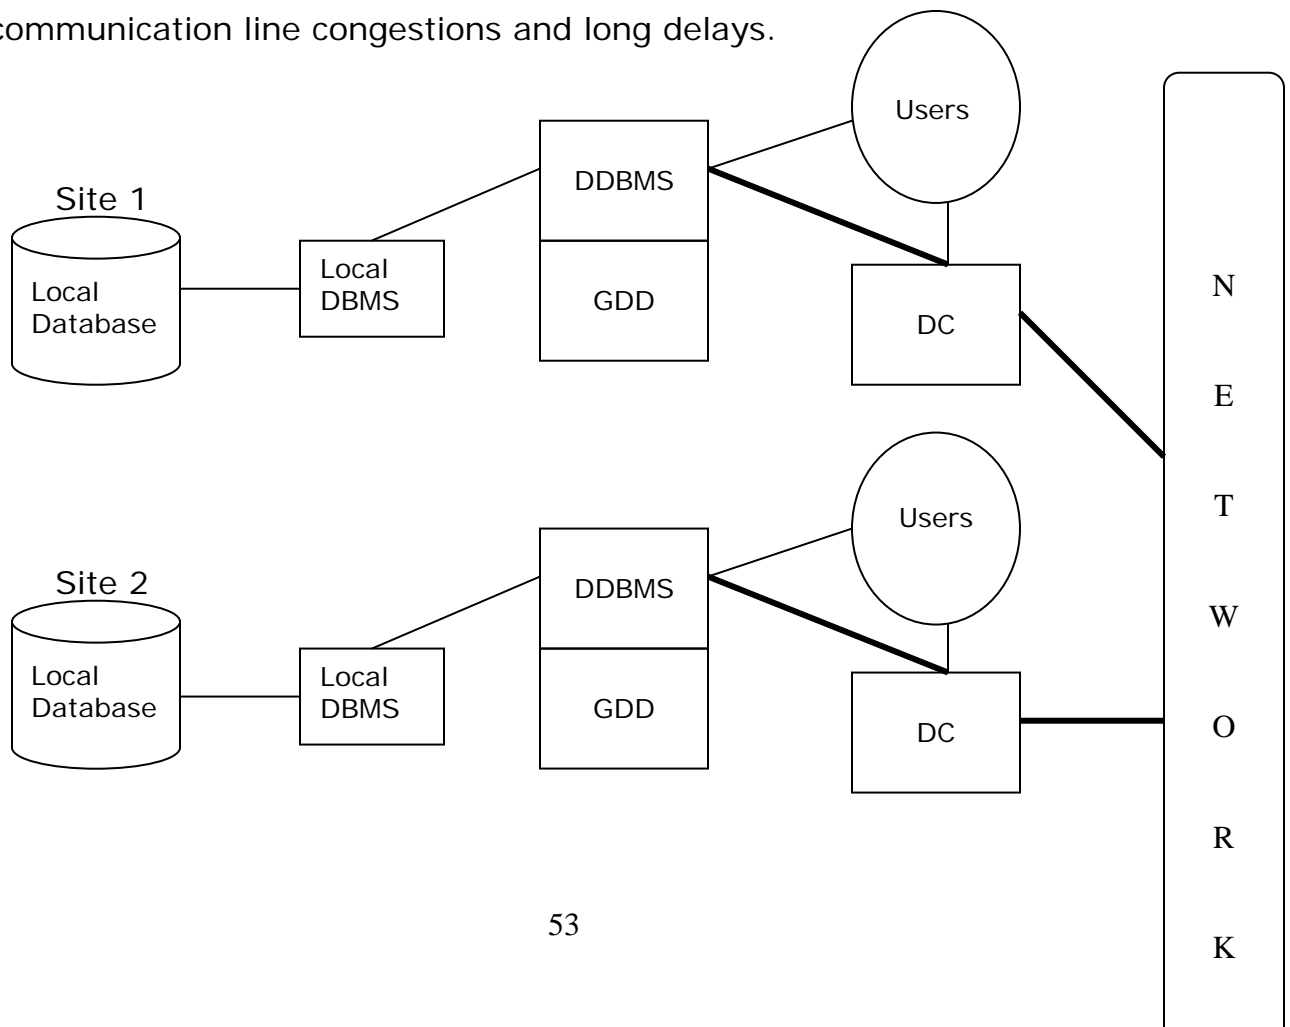 communication line congestions and long delays.
Users
DDBMS
Site 1
Local
DBMS
Local
Database
GDD
DC
Users
DDBMS
Site 2
Local
DBMS
Local
Database
GDD
DC
N
E
T
W
O
R
K
53